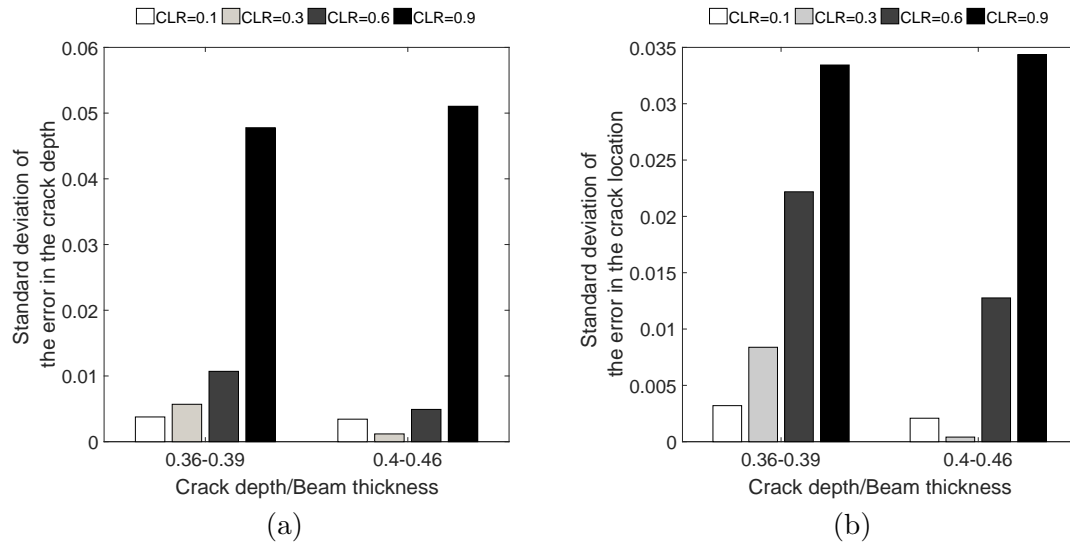 CLR=0.1 CLR=0.3 CLR=0.6 CLR=0.9
0.06
0.05
0.04
0.03
0.02
0.01
0
Standard deviation of
the error in the crack depth
0.36-0.39 0.4-0.46
Crack depth/Beam thickness
(a)
CLR=0.1 CLR=0.3 CLR=0.6 CLR=0.9
0.035
0.03
0.025
0.02
0.015
0.01
0.005
0
Standard deviation of
the error in the crack location
0.36-0.39 0.4-0.46
Crack depth/Beam thickness
(b)